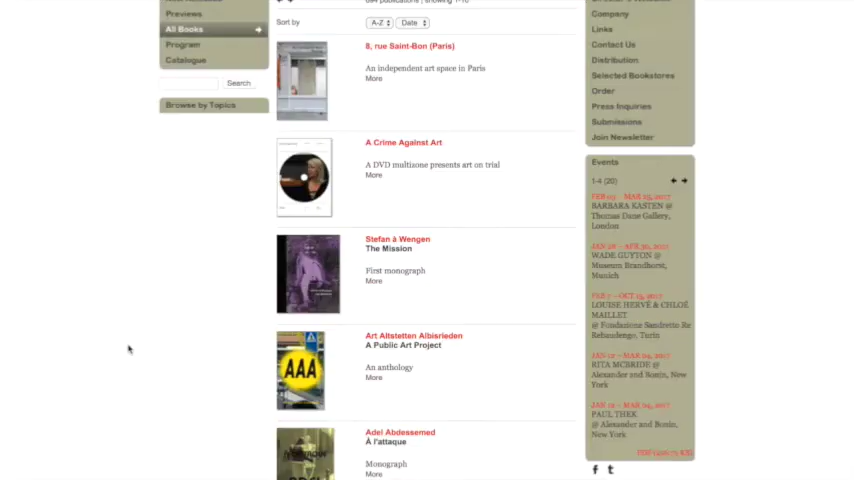 Previews
All Books
Program
Catalogue
Search
Browse by Topics
Sort by
A-Z
Date
8, rue Saint-Bon (Paris)
An independent art space in Paris
More
A Crime Against Art
A DVD multizone presents art on trial
More
Stefan à Wengen
The Mission
First monograph
More
AAA
Art Altstetten Albisrieden
A Public Art Project
An anthology
More
Adel Abdessemed
À l'attaque
Monograph
More
Company
Links
Contact Us
Distribution
Selected Bookstores
Order
Press Inquiries
Submissions
Join Newsletter
Events
1-4 (20)
BARBARA KASTEN @
Thomas Dane Gallery,
London
WADE GUYTON @
Museum Brandhorst,
Munich
LOUISE HERVÉ & CHLOÉ
MAILLET
@ Fondazione Sandretto Re
Rebaudengo, Turin
RITA MCBRIDE @
Alexander and Bonin, New
York
PAUL THEK
@ Alexander and Bonin,
New York